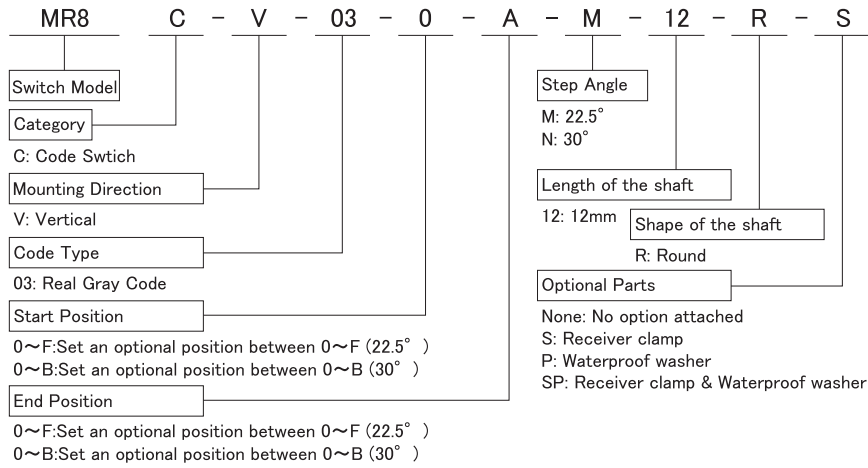 MR8 C - V - 03 - 0 - A - M - 12 - R - S
Switch Model
Category
C: Code Swtich
Mounting Direction
V: Vertical
Code Type
03: Real Gray Code
Start Position
0～F:Set an optional position between 0～F (22.5° )
0～B:Set an optional position between 0～B (30° )
End Position
0～F:Set an optional position between 0～F (22.5° )
0～B:Set an optional position between 0～B (30° )
Step Angle
M: 22.5°
N: 30°
Length of the shaft
12: 12mm
Shape of the shaft
R: Round
Optional Parts
None: No option attached
S: Receiver clamp
P: Waterproof washer
SP: Receiver clamp & Waterproof washer